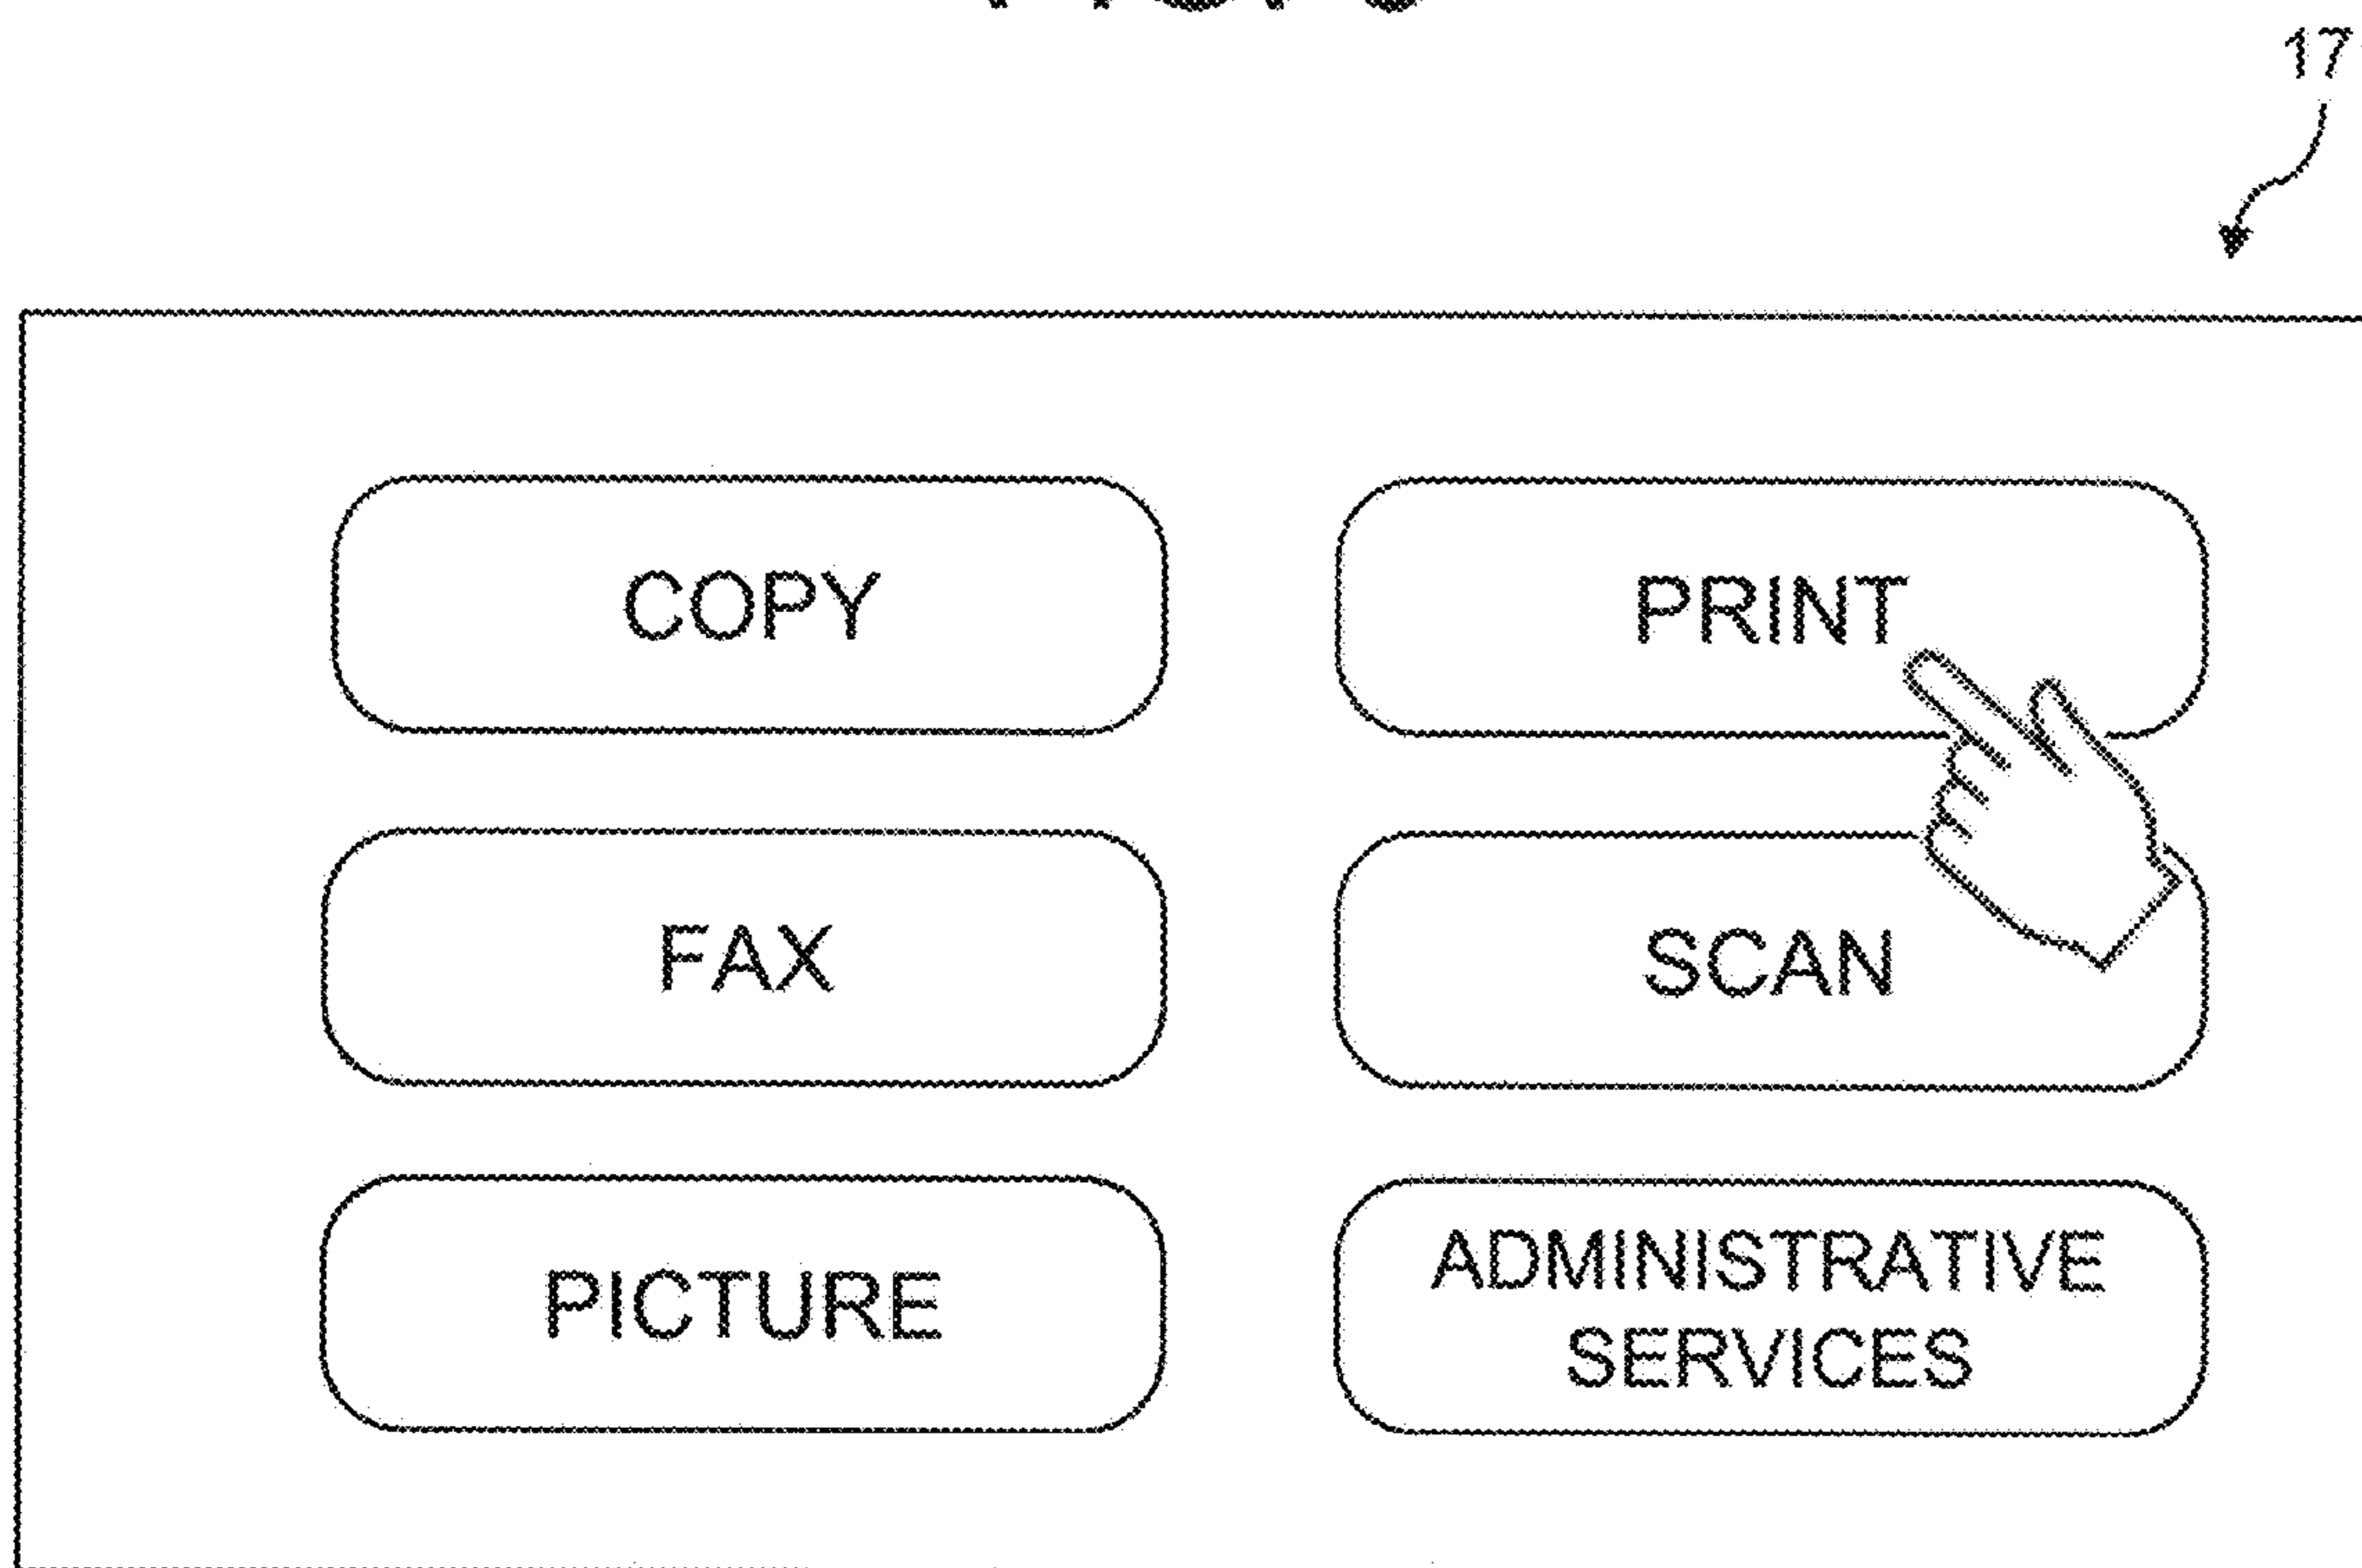 17
COPY
PRINT
FAX
SCAN
PICTURE
ADMINISTRATIVE
SERVICES